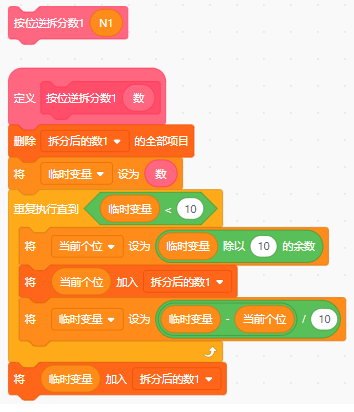 按位逆拆分数1 N1
定义 按位逆拆分数1 数
删除 拆分后的数1 的全部项目
将 临时变量 设为 数
重复执行直到 临时变量 < 10
将 当前个位 设为 临时变量 除以 10 的余数
将 当前个位 加入 拆分后的数1
将 临时变量 设为 临时变量 - 当前个位 / 10
将 临时变量 加入 拆分后的数1